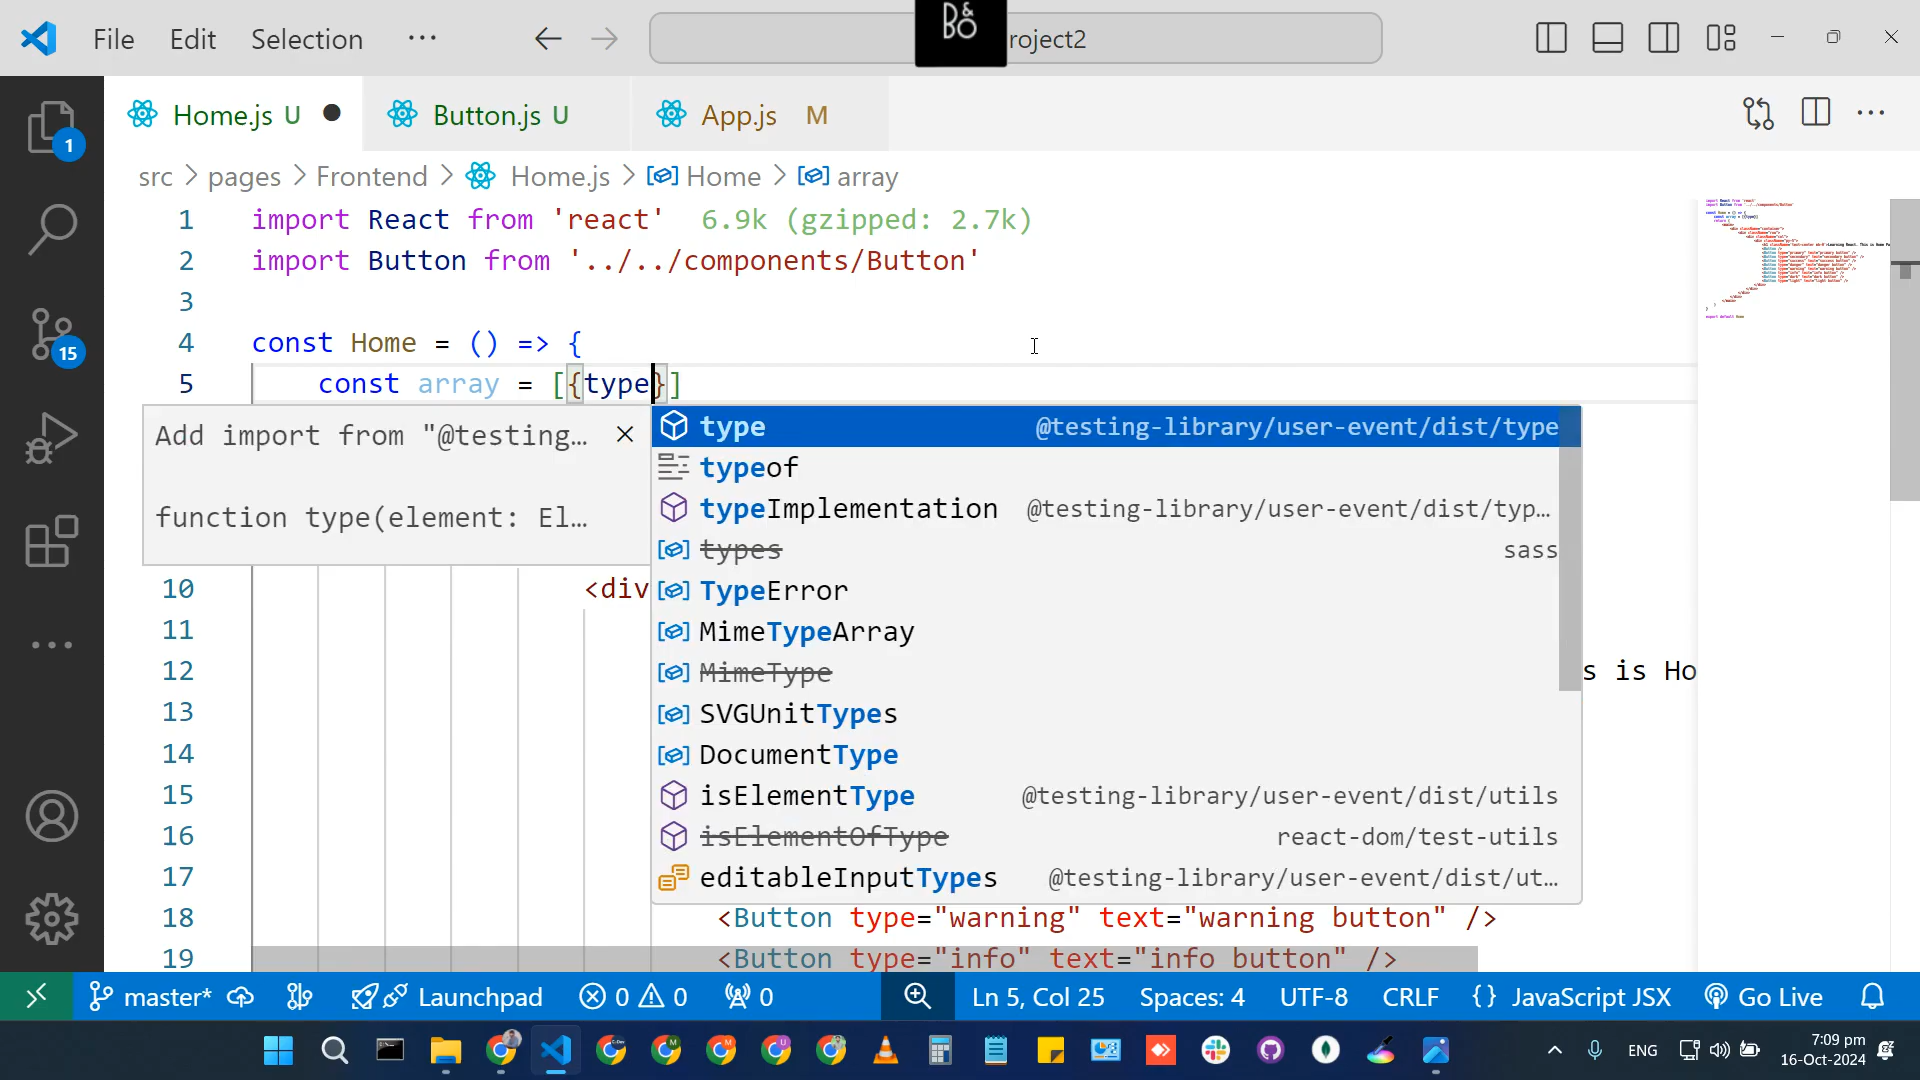 File Edit Selection ··· B&O roject2
Home.js U Button.js U App.js M
src > pages > Frontend > Home.js > Home > array
1 import React from 'react' 6.9k (gzipped: 2.7k)
2 import Button from '../../components/Button'
3
4 const Home = () => {
5 const array = [{type}]
Add import from "@testing…
function type(element: El…
type @testing-library/user-event/dist/type
typeof
typeImplementation @testing-library/user-event/dist/typ…
types sass
TypeError
MimeTypeArray
MimeType
SVGUnitTypes
DocumentType
isElementType @testing-library/user-event/dist/utils
isElementOfType react-dom/test-utils
editableInputTypes @testing-library/user-event/dist/ut…
10 <div
11
12 s is Ho
13
14
15
16
17
18 <Button type="warning" text="warning button" />
19 <Button type="info" text="info button" />
1
15
master* Launchpad 0 0 0 Ln 5, Col 25 Spaces: 4 UTF-8 CRLF {} JavaScript JSX Go Live
ENG 7:09 pm
16-Oct-2024